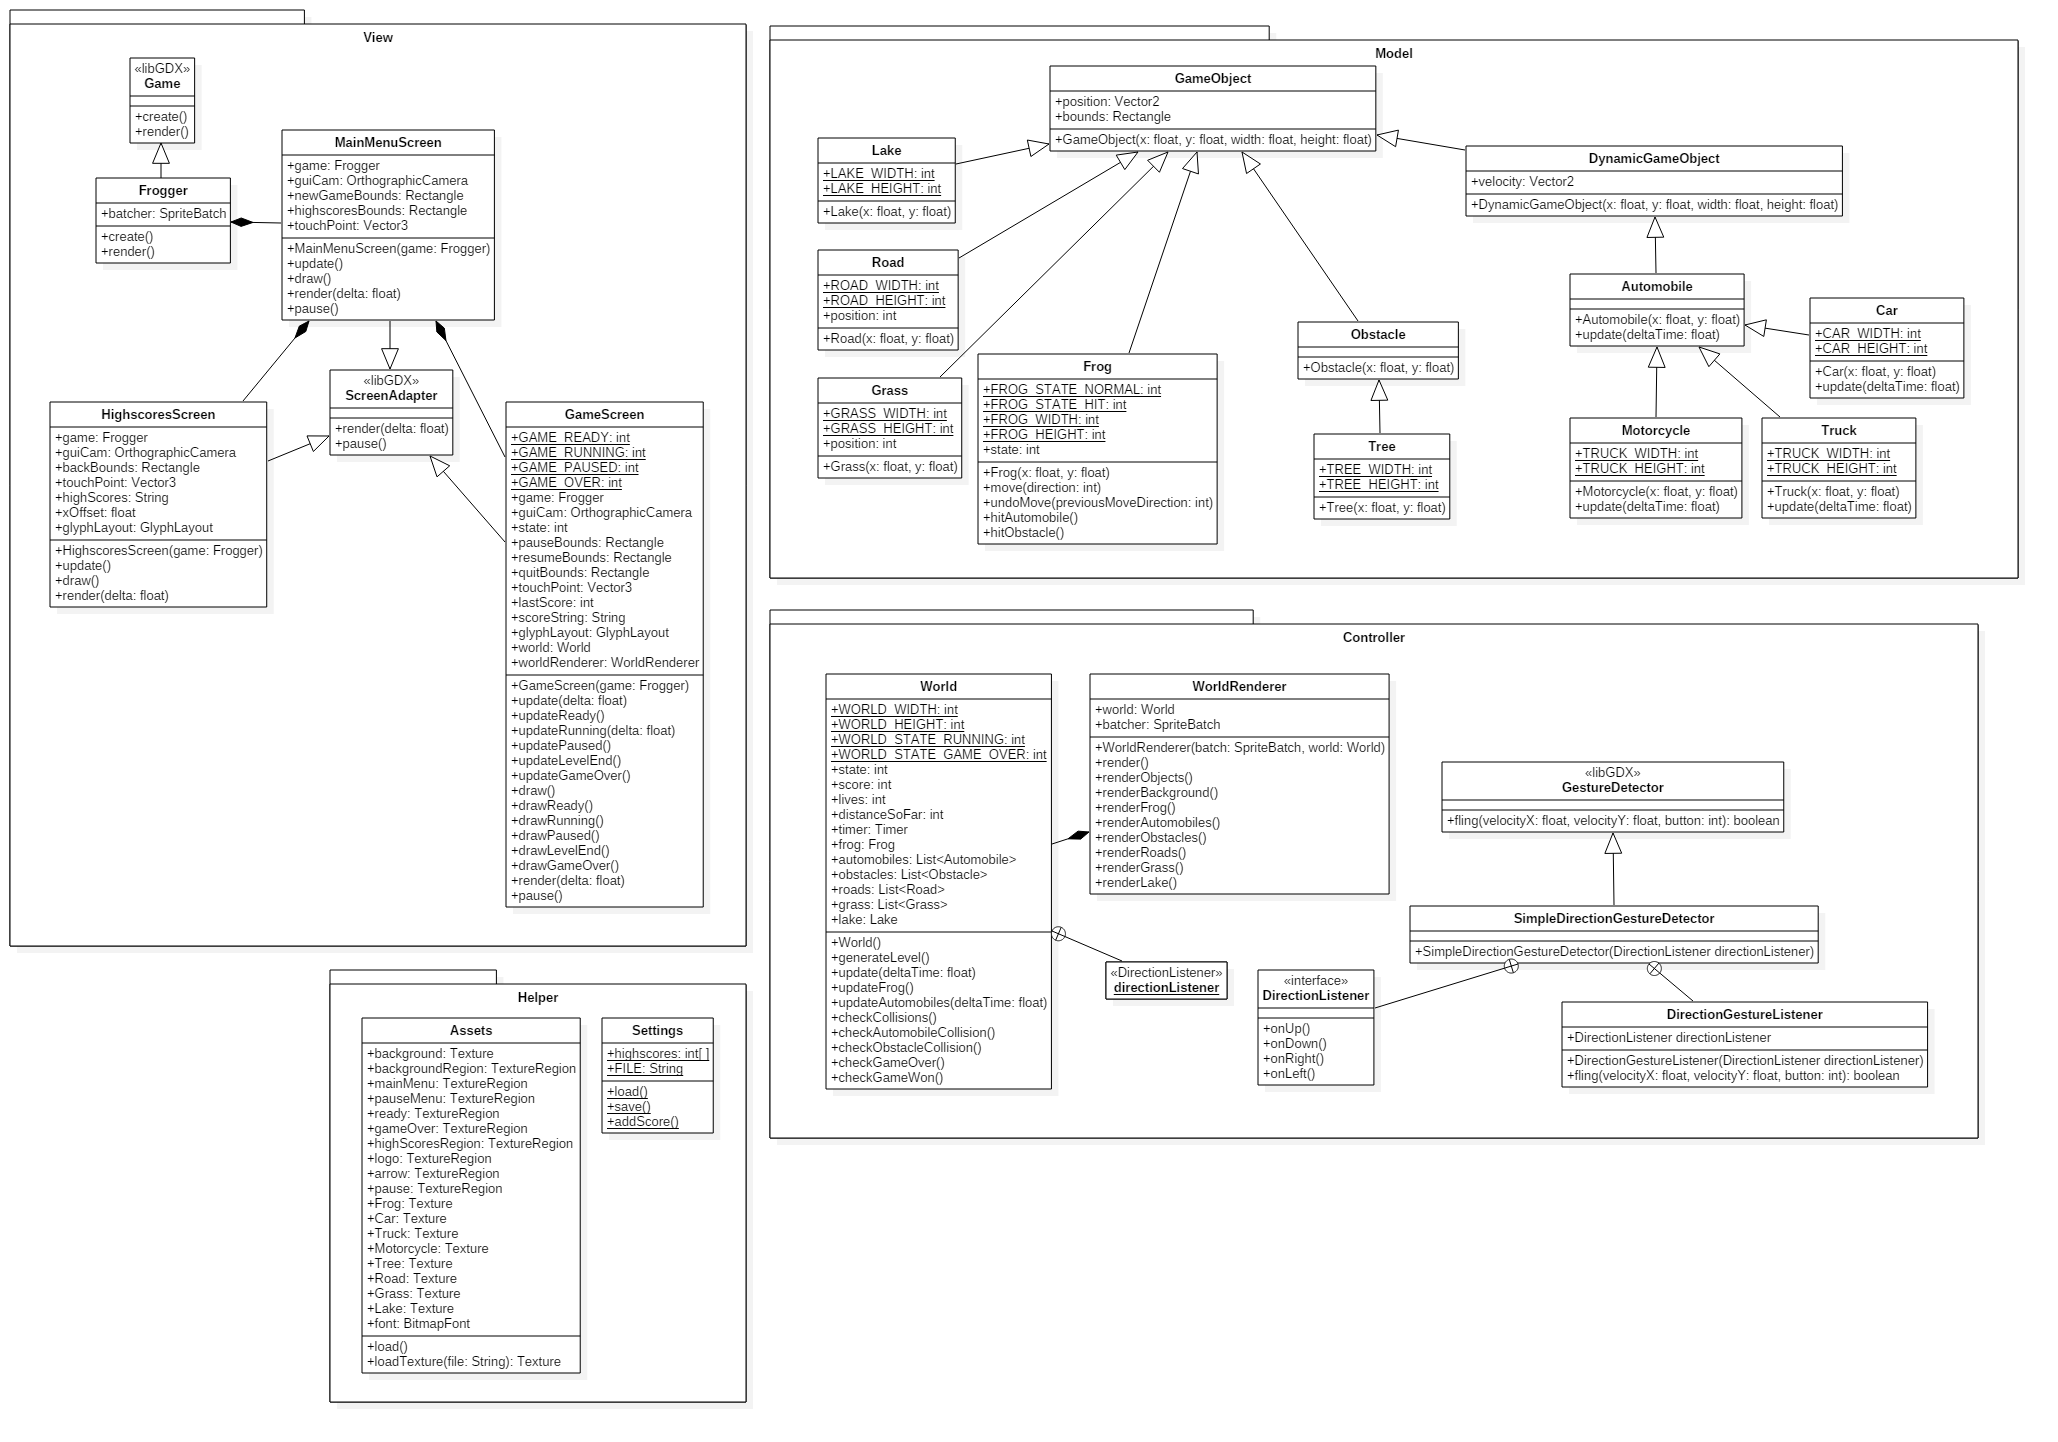 View
«libGDX»
Game
+create()
+render()
Frogger
+batcher: SpriteBatch
+create()
+render()
MainMenuScreen
+game: Frogger
+guiCam: OrthographicCamera
+newGameBounds: Rectangle
+highscoresBounds: Rectangle
+touchPoint: Vector3
+MainMenuScreen(game: Frogger)
+update()
+draw()
+render(delta: float)
+pause()
«libGDX»
ScreenAdapter
+render(delta: float)
+pause()
HighscoresScreen
+game: Frogger
+guiCam: OrthographicCamera
+backBounds: Rectangle
+touchPoint: Vector3
+highScores: String
+xOffset: float
+glyphLayout: GlyphLayout
+HighscoresScreen(game: Frogger)
+update()
+draw()
+render(delta: float)
GameScreen
+GAME_READY: int
+GAME_RUNNING: int
+GAME_PAUSED: int
+GAME_OVER: int
+game: Frogger
+guiCam: OrthographicCamera
+state: int
+pauseBounds: Rectangle
+resumeBounds: Rectangle
+quitBounds: Rectangle
+touchPoint: Vector3
+lastScore: int
+scoreString: String
+glyphLayout: GlyphLayout
+world: World
+worldRenderer: WorldRenderer
+GameScreen(game: Frogger)
+update(delta: float)
+updateReady()
+updateRunning(delta: float)
+updatePaused()
+updateLevelEnd()
+updateGameOver()
+draw()
+drawReady()
+drawRunning()
+drawPaused()
+drawLevelEnd()
+drawGameOver()
+render(delta: float)
+pause()
Model
GameObject
+position: Vector2
+bounds: Rectangle
+GameObject(x: float, y: float, width: float, height: float)
Lake
+LAKE_WIDTH: int
+LAKE_HEIGHT: int
+Lake(x: float, y: float)
Road
+ROAD_WIDTH: int
+ROAD_HEIGHT: int
+position: int
+Road(x: float, y: float)
Grass
+GRASS_WIDTH: int
+GRASS_HEIGHT: int
+position: int
+Grass(x: float, y: float)
Frog
+FROG_STATE_NORMAL: int
+FROG_STATE_HIT: int
+FROG_WIDTH: int
+FROG_HEIGHT: int
+state: int
+Frog(x: float, y: float)
+move(direction: int)
+undoMove(previousMoveDirection: int)
+hitAutomobile()
+hitObstacle()
Obstacle
+Obstacle(x: float, y: float)
Tree
+TREE_WIDTH: int
+TREE_HEIGHT: int
+Tree(x: float, y: float)
DynamicGameObject
+velocity: Vector2
+DynamicGameObject(x: float, y: float, width: float, height: float)
Automobile
+Automobile(x: float, y: float)
+update(deltaTime: float)
Car
+CAR_WIDTH: int
+CAR_HEIGHT: int
+Car(x: float, y: float)
+update(deltaTime: float)
Motorcycle
+TRUCK_WIDTH: int
+TRUCK_HEIGHT: int
+Motorcycle(x: float, y: float)
+update(deltaTime: float)
Truck
+TRUCK_WIDTH: int
+TRUCK_HEIGHT: int
+Truck(x: float, y: float)
+update(deltaTime: float)
Controller
World
+WORLD_WIDTH: int
+WORLD_HEIGHT: int
+WORLD_STATE_RUNNING: int
+WORLD_STATE_GAME_OVER: int
+state: int
+score: int
+lives: int
+distanceSoFar: int
+timer: Timer
+frog: Frog
+automobiles: List<Automobile>
+obstacles: List<Obstacle>
+roads: List<Road>
+grass: List<Grass>
+lake: Lake
+World()
+generateLevel()
+update(deltaTime: float)
+updateFrog()
+updateAutomobiles(deltaTime: float)
+checkCollisions()
+checkAutomobileCollision()
+checkObstacleCollision()
+checkGameOver()
+checkGameWon()
WorldRenderer
+world: World
+batcher: SpriteBatch
+WorldRenderer(batch: SpriteBatch, world: World)
+render()
+renderObjects()
+renderBackground()
+renderFrog()
+renderAutomobiles()
+renderObstacles()
+renderRoads()
+renderGrass()
+renderLake()
«DirectionListener»
directionListener
«libGDX»
GestureDetector
+fling(velocityX: float, velocityY: float, button: int): boolean
SimpleDirectionGestureDetector
+SimpleDirectionGestureDetector(DirectionListener directionListener)
«interface»
DirectionListener
+onUp()
+onDown()
+onRight()
+onLeft()
DirectionGestureListener
+DirectionListener directionListener
+DirectionGestureListener(DirectionListener directionListener)
+fling(velocityX: float, velocityY: float, button: int): boolean
Helper
Assets
+background: Texture
+backgroundRegion: TextureRegion
+mainMenu: TextureRegion
+pauseMenu: TextureRegion
+ready: TextureRegion
+gameOver: TextureRegion
+highScoresRegion: TextureRegion
+logo: TextureRegion
+arrow: TextureRegion
+pause: TextureRegion
+Frog: Texture
+Car: Texture
+Truck: Texture
+Motorcycle: Texture
+Tree: Texture
+Road: Texture
+Grass: Texture
+Lake: Texture
+font: BitmapFont
+load()
+loadTexture(file: String): Texture
Settings
+highscores: int[ ]
+FILE: String
+load()
+save()
+addScore()